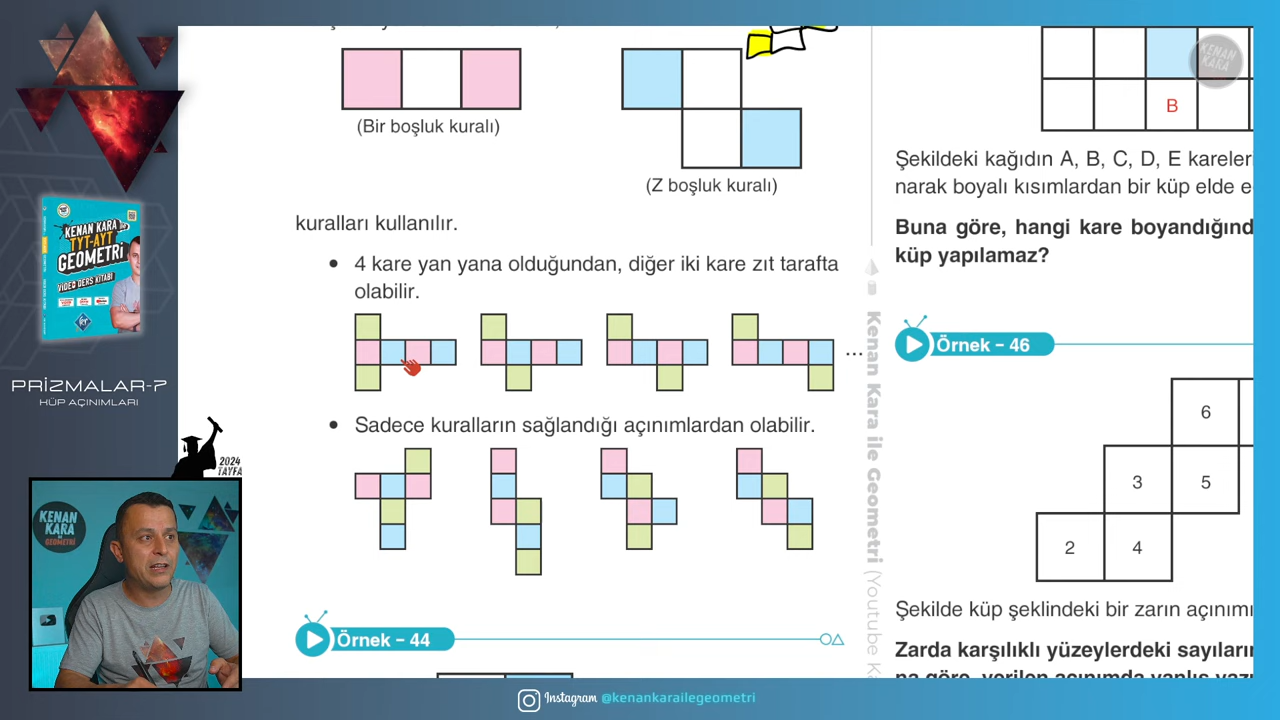 KENAN KARA
TYT-AYT
GEOMETRİ
VİDEO DERS KİTABI
PRİZMALAR-7
KÜP AÇINIMLARI
2024
TAYFA
KENAN
KARA
GEOMETRİ
(Bir boşluk kuralı)
(Z boşluk kuralı)
kuralları kullanılır.
• 4 kare yan yana olduğundan, diğer iki kare zıt tarafta
olabilir.
...
• Sadece kuralların sağlandığı açınımlardan olabilir.
Örnek – 44
Kenan Kara ile Geometri (Youtube Ka
KENAN
KARA
B
Şekildeki kağıdın A, B, C, D, E kareleri
narak boyalı kısımlardan bir küp elde e
Buna göre, hangi kare boyandığınd
küp yapılamaz?
Örnek – 46
6
3 5
2 4
Şekilde küp şeklindeki bir zarın açınımı
Zarda karşılıklı yüzeylerdeki sayıların
Instagram @kenankarailegeometri